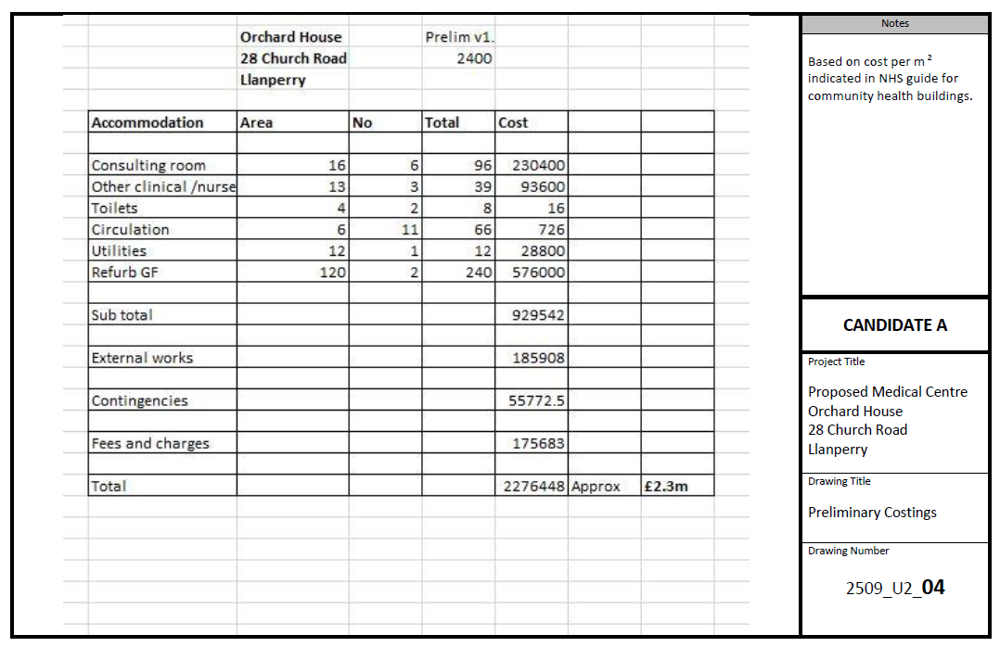 Orchard House Prelim v1.
28 Church Road 2400
Llanperry
Accommodation Area No Total Cost
Consulting room 16 6 96 230400
Other clinical /nurse 13 3 39 93600
Toilets 4 2 8 16
Circulation 6 11 66 726
Utilities 12 1 12 28800
Refurb GF 120 2 240 576000
Sub total 929542
External works 185908
Contingencies 55772.5
Fees and charges 175683
Total 2276448 Approx £2.3m
Notes
Based on cost per m²
indicated in NHS guide for
community health buildings.
CANDIDATE A
Project Title
Proposed Medical Centre
Orchard House
28 Church Road
Llanperry
Drawing Title
Preliminary Costings
Drawing Number
2509_U2_04